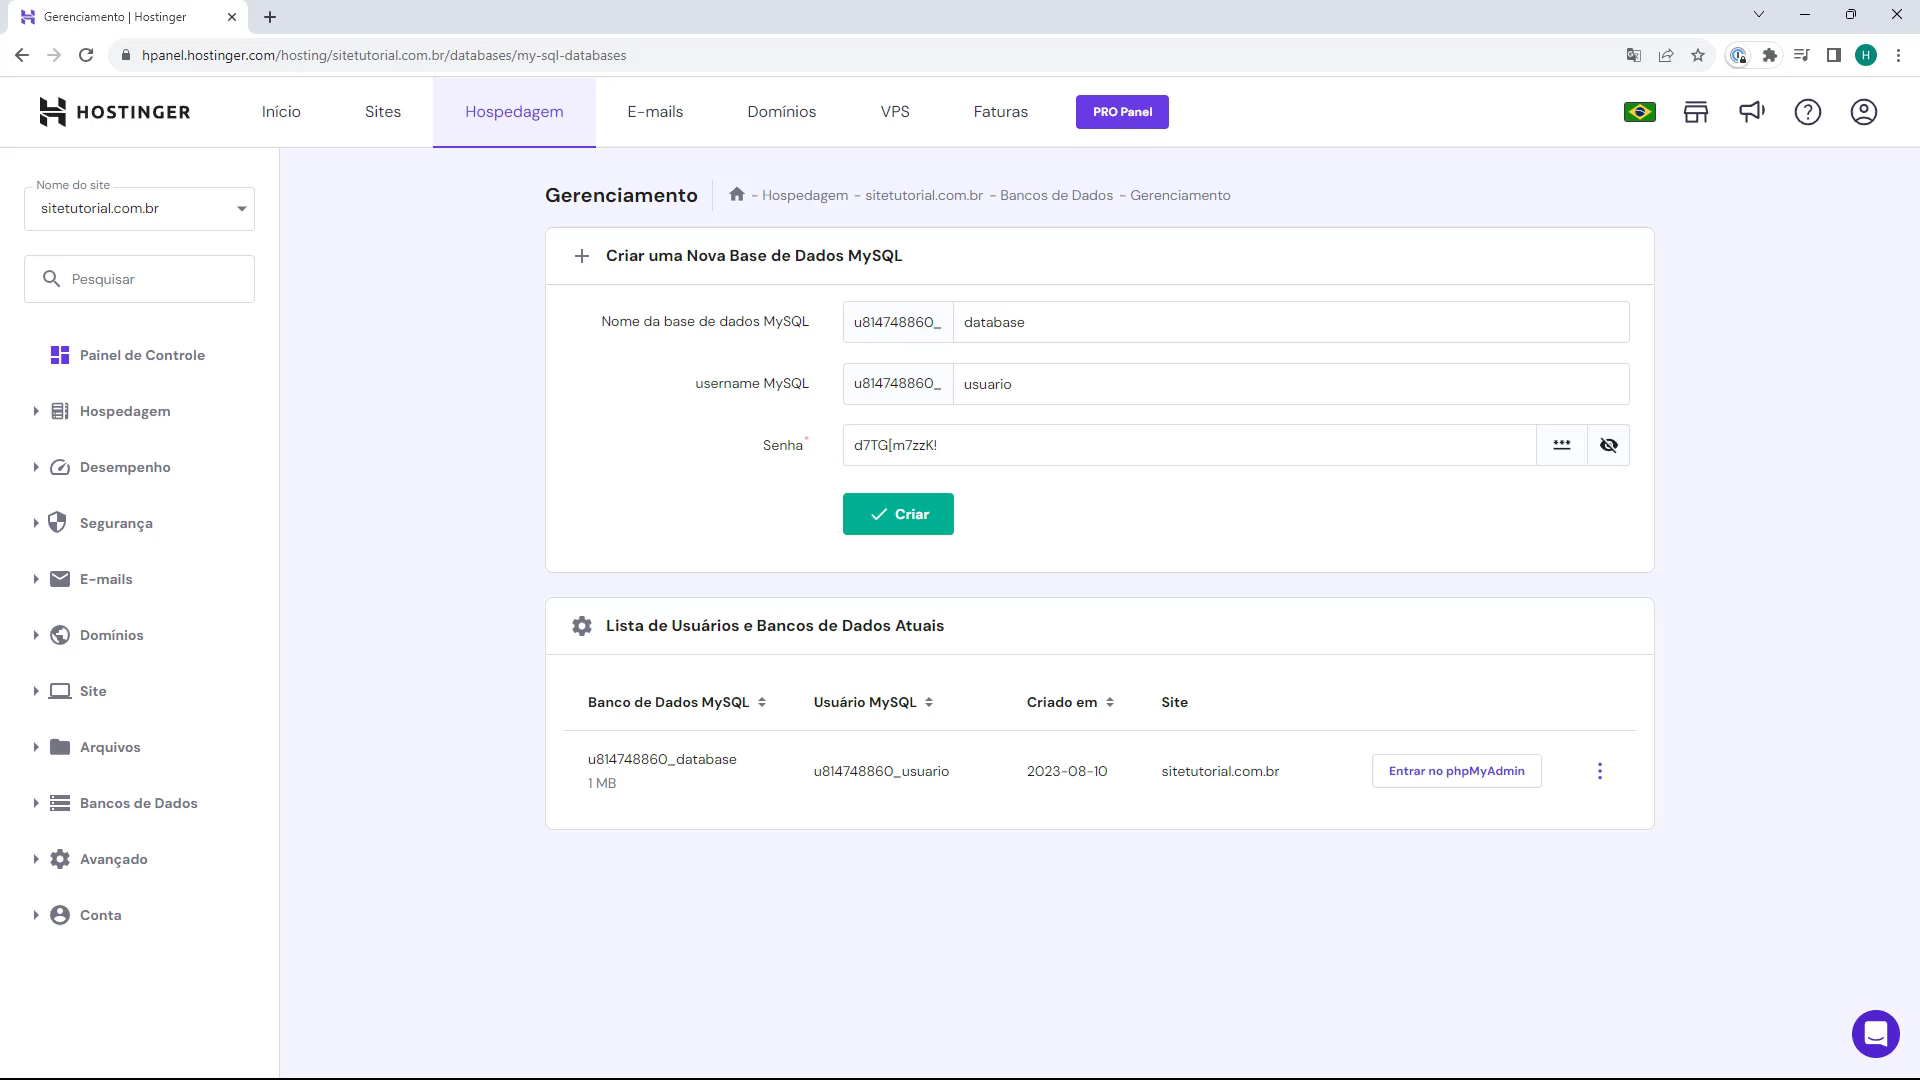 Gerenciamento | Hostinger
hpanel.hostinger.com/hosting/sitetutorial.com.br/databases/my-sql-databases
H
HOSTINGER
Início
Sites
Hospedagem
E-mails
Domínios
VPS
Faturas
PRO Panel
Nome do site
sitetutorial.com.br
Pesquisar
Painel de Controle
Hospedagem
Desempenho
Segurança
E-mails
Domínios
Site
Arquivos
Bancos de Dados
Avançado
Conta
Gerenciamento
- Hospedagem - sitetutorial.com.br - Bancos de Dados - Gerenciamento
Criar uma Nova Base de Dados MySQL
Nome da base de dados MySQL
u814748860_
database
username MySQL
u814748860_
usuario
Senha*
d7TG[m7zzK!
Criar
Lista de Usuários e Bancos de Dados Atuais
Banco de Dados MySQL
Usuário MySQL
Criado em
Site
u814748860_database
1 MB
u814748860_usuario
2023-08-10
sitetutorial.com.br
Entrar no phpMyAdmin